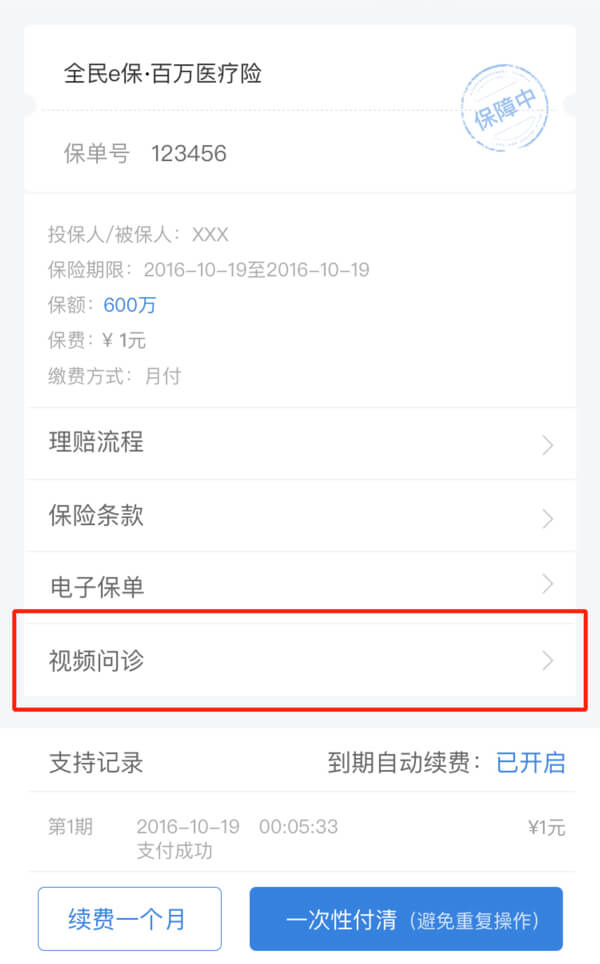 全民e保·百万医疗险
保障中
保单号 123456
投保人/被保人：XXX
保险期限：2016-10-19至2016-10-19
保额：600万
保费：¥ 1元
缴费方式：月付
理赔流程
保险条款
电子保单
视频问诊
支持记录 到期自动续费：已开启
第1期 2016-10-19 00:05:33 ¥1元
支付成功
续费一个月 一次性付清（避免重复操作）